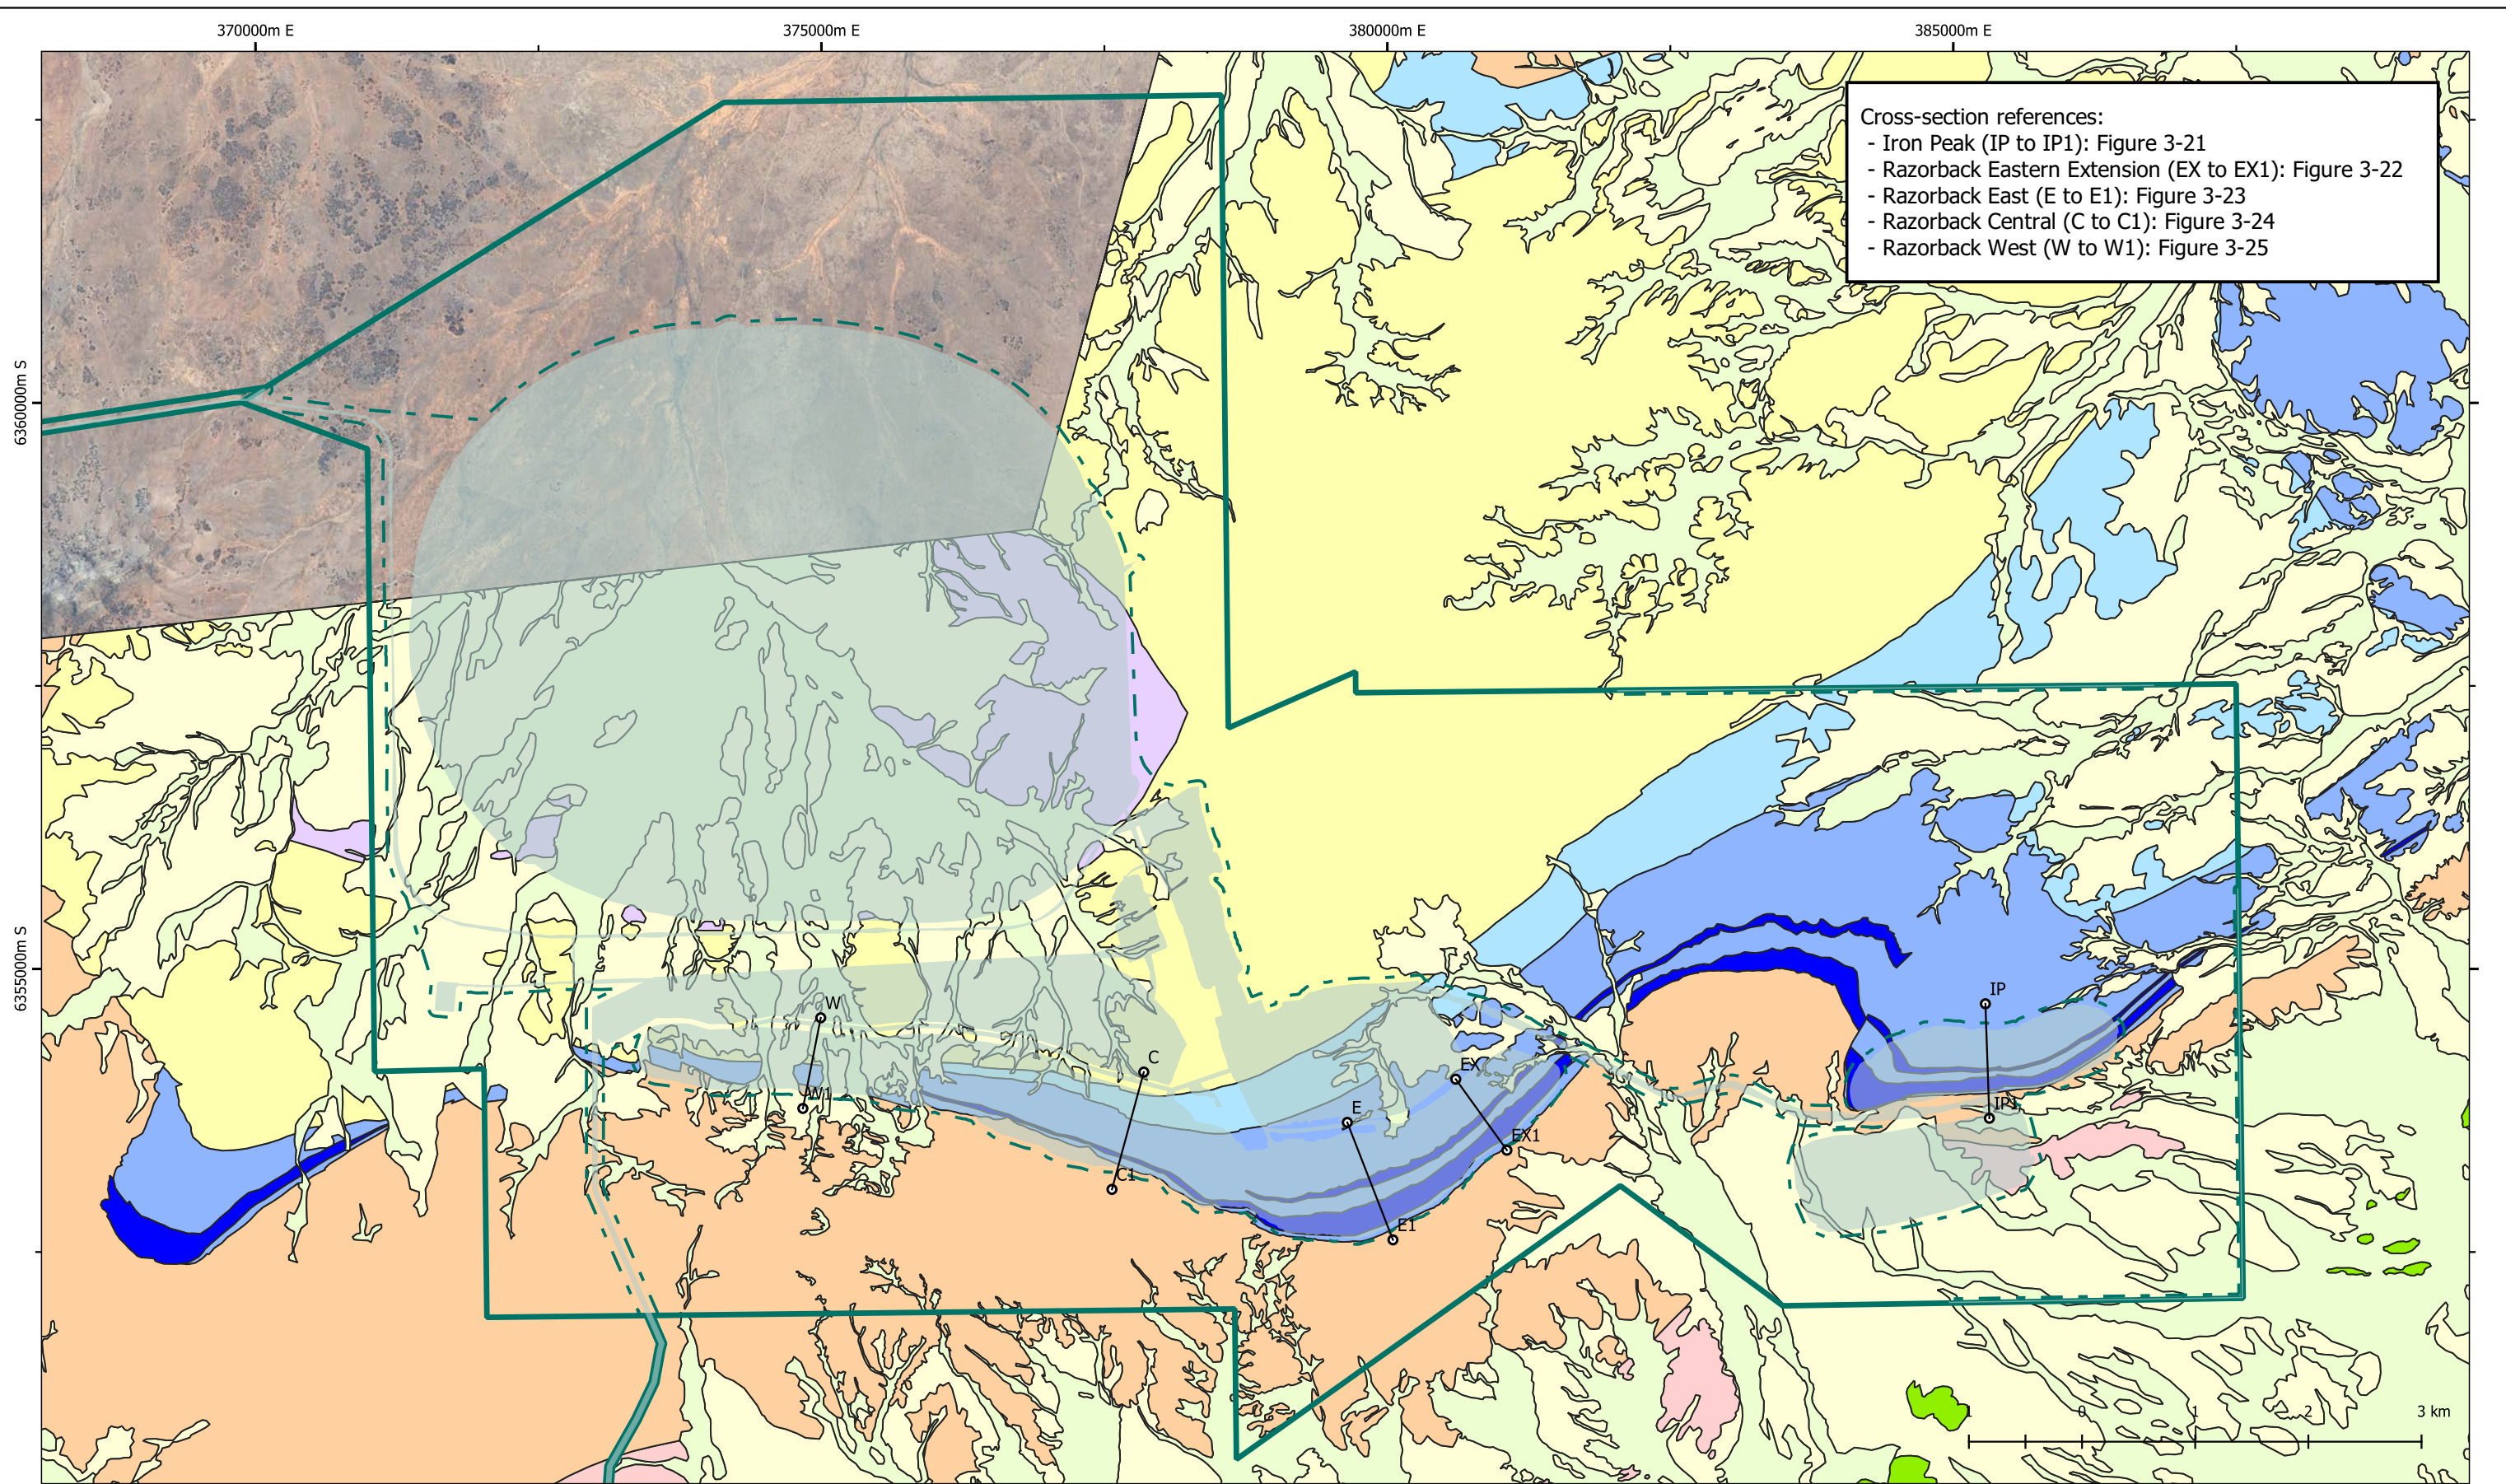 370000m E
375000m E
380000m E
385000m E
Cross-section references:
- Iron Peak (IP to IP1): Figure 3-21
- Razorback Eastern Extension (EX to EX1): Figure 3-22
- Razorback East (E to E1): Figure 3-23
- Razorback Central (C to C1): Figure 3-24
- Razorback West (W to W1): Figure 3-25
6360000m S
6355000m S
W
IP
C
EX
W1
E
IP1
EX1
C1
E1
1 0 1 2 3 km